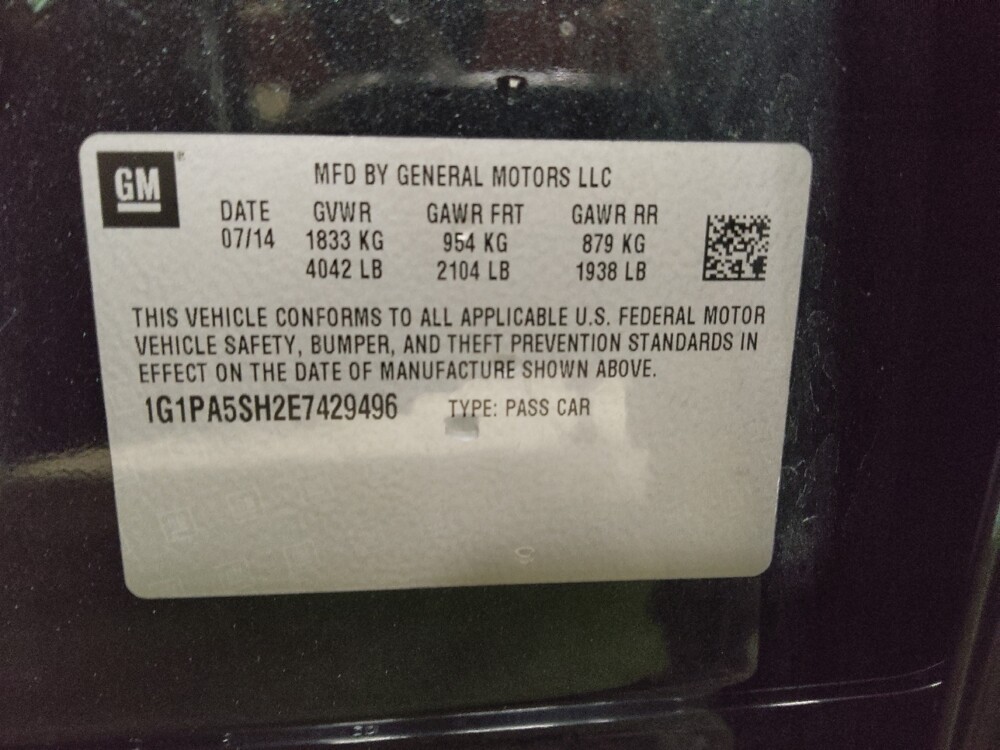 GM
MFD BY GENERAL MOTORS LLC
DATE GVWR GAWR FRT GAWR RR
07/14 1833 KG 954 KG 879 KG
4042 LB 2104 LB 1938 LB
THIS VEHICLE CONFORMS TO ALL APPLICABLE U.S. FEDERAL MOTOR
VEHICLE SAFETY, BUMPER, AND THEFT PREVENTION STANDARDS IN
EFFECT ON THE DATE OF MANUFACTURE SHOWN ABOVE.
1G1PA5SH2E7429496 TYPE: PASS CAR